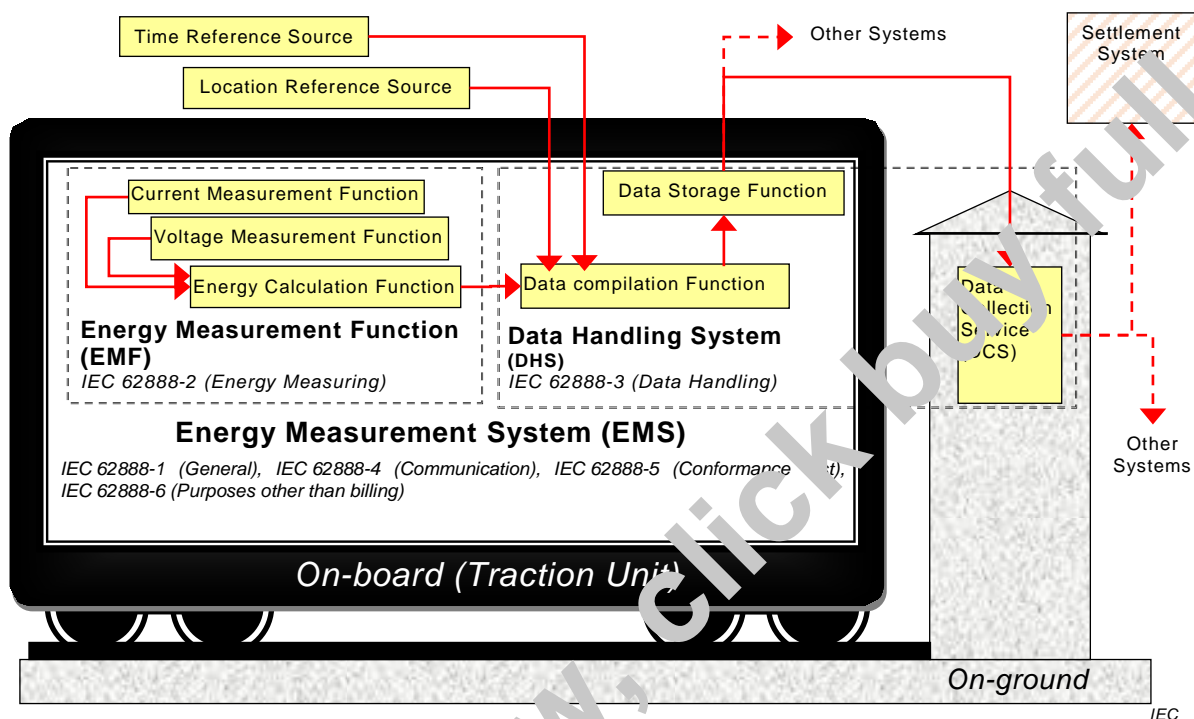 Time Reference Source
Other Systems
Settlement
System
Location Reference Source
Current Measurement Function
Data Storage Function
Voltage Measurement Function
Energy Calculation Function
Data compilation Function
Data
Collection
Service
(DCS)
Energy Measurement Function
(EMF)
IEC 62888-2 (Energy Measuring)
Data Handling System
(DHS)
IEC 62888-3 (Data Handling)
Energy Measurement System (EMS)
IEC 62888-1 (General), IEC 62888-4 (Communication), IEC 62888-5 (Conformance
IEC 62888-6 (Purposes other than billing)
Other
Systems
On-board (Traction Unit)
On-ground
IEC
click buy full